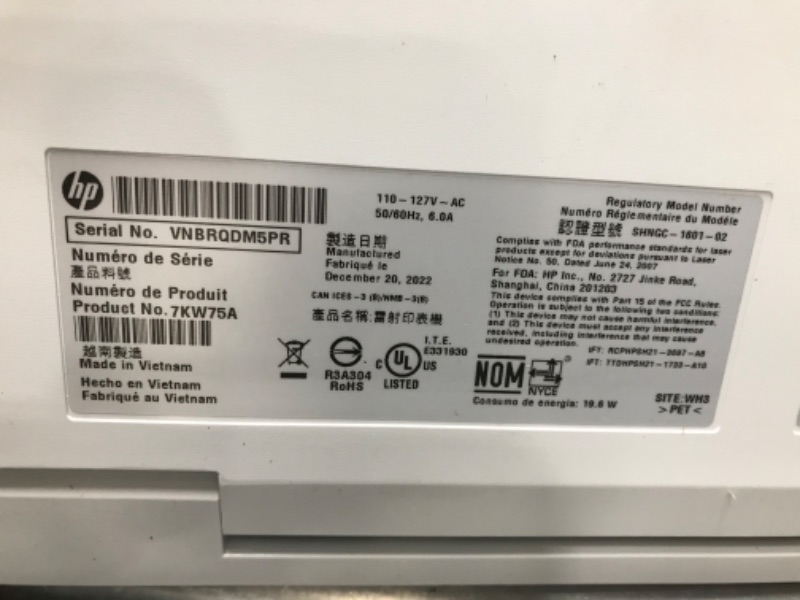 hp
Serial No. VNBRQDM5PR
Numéro de Série
產品料號
Numéro de Produit
Product No. 7KW75A
越南製造
Made in Vietnam
Hecho en Vietnam
Fabriqué au Vietnam
110-127V~AC
50/60Hz, 6.0A
製造日期
Manufactured
Fabriqué le
December 20, 2022
CAN ICES-3 (B)/NMB-3(B)
產品名稱:雷射印表機
R3A304
RoHS
C UL US
LISTED
I.T.E.
E331930
Regulatory Model Number
Numéro Réglementaire du Modèle
認證型號 SHNGC-1601-02
Complies with FDA performance standards for laser
products except for deviations pursuant to Laser
Notice No. 50, Dated June 24, 2007
For FDA: HP Inc., No. 2727 Jinke Road,
Shanghai, China 201203
This device complies with Part 15 of the FCC Rules.
Operation is subject to the following two conditions:
(1) This device may not cause harmful interference,
and (2) This device must accept any interference
received, including interference that may cause
undesired operation.
NOM
NYCE
IFT:
IFT:
Consumo de energía: 19.6 W
SITE:WH3
>PET<